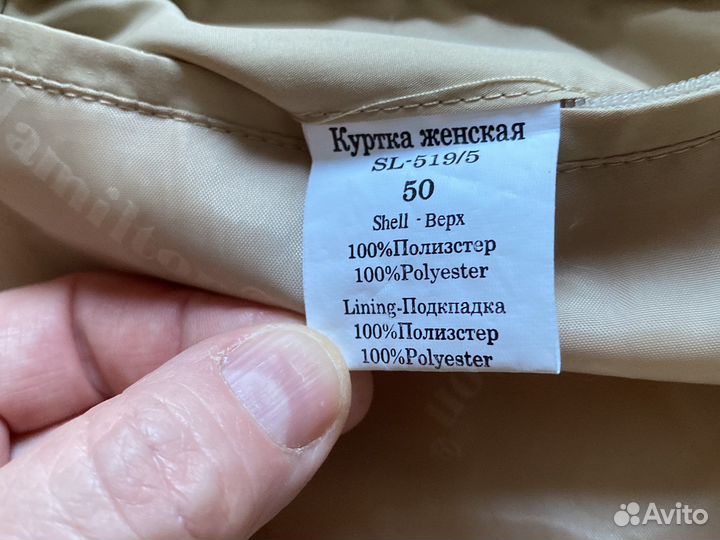 Куртка женская
SL-519/5
50
Shell - Верх
100%Полизстер
100%Polyester
Lining-Подкпадка
100%Полизстер
100%Polyester
Avito